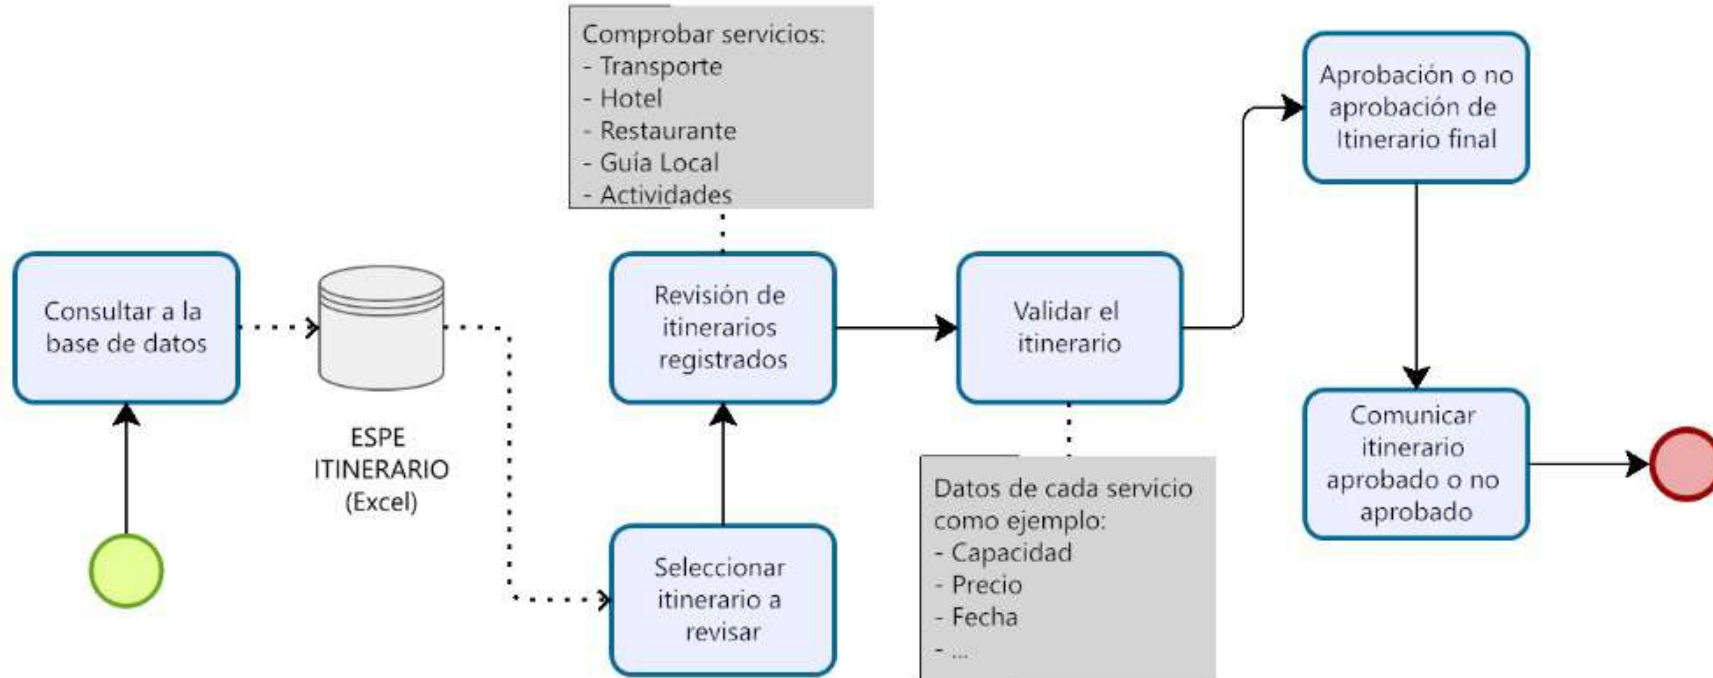 Comprobar servicios:
- Transporte
- Hotel
- Restaurante
- Guía Local
- Actividades
Aprobación o no
aprobación de
Itinerario final
Consultar a la
base de datos
ESPE
ITINERARIO
(Excel)
Revisión de
itinerarios
registrados
Validar el
itinerario
Comunicar
itinerario
aprobado o no
aprobado
Seleccionar
itinerario a
revisar
Datos de cada servicio
como ejemplo:
- Capacidad
- Precio
- Fecha
- ...